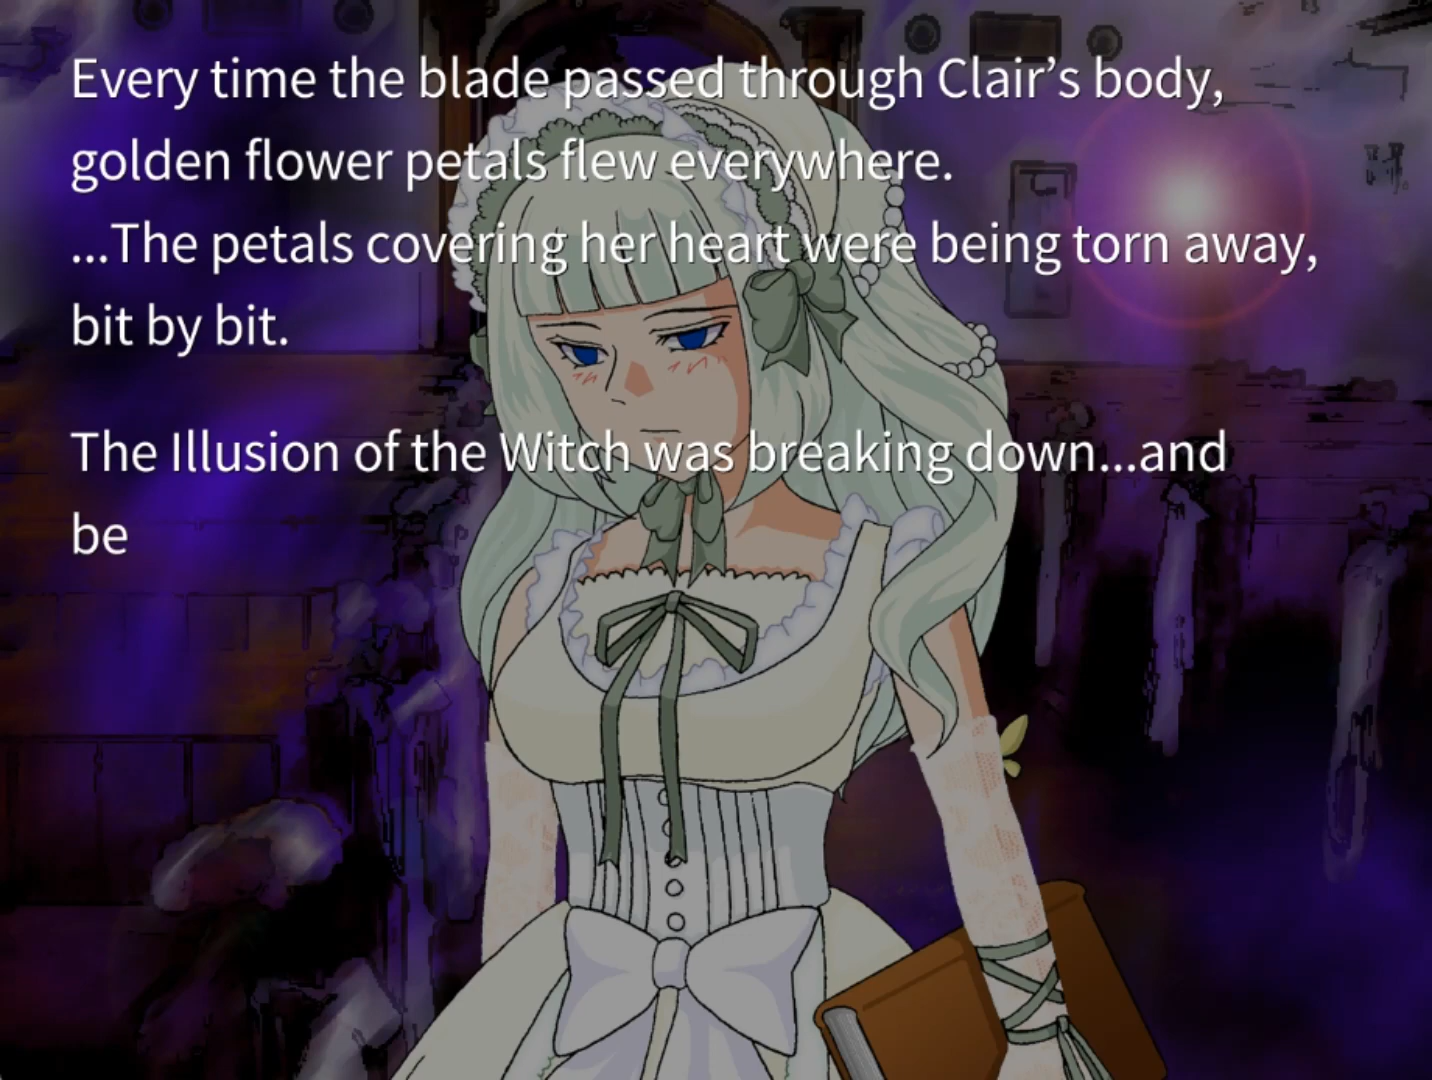 Every time the blade passed through Clair’s body,
golden flower petals flew everywhere.
...The petals covering her heart were being torn away,
bit by bit.
The Illusion of the Witch was breaking down...and
be